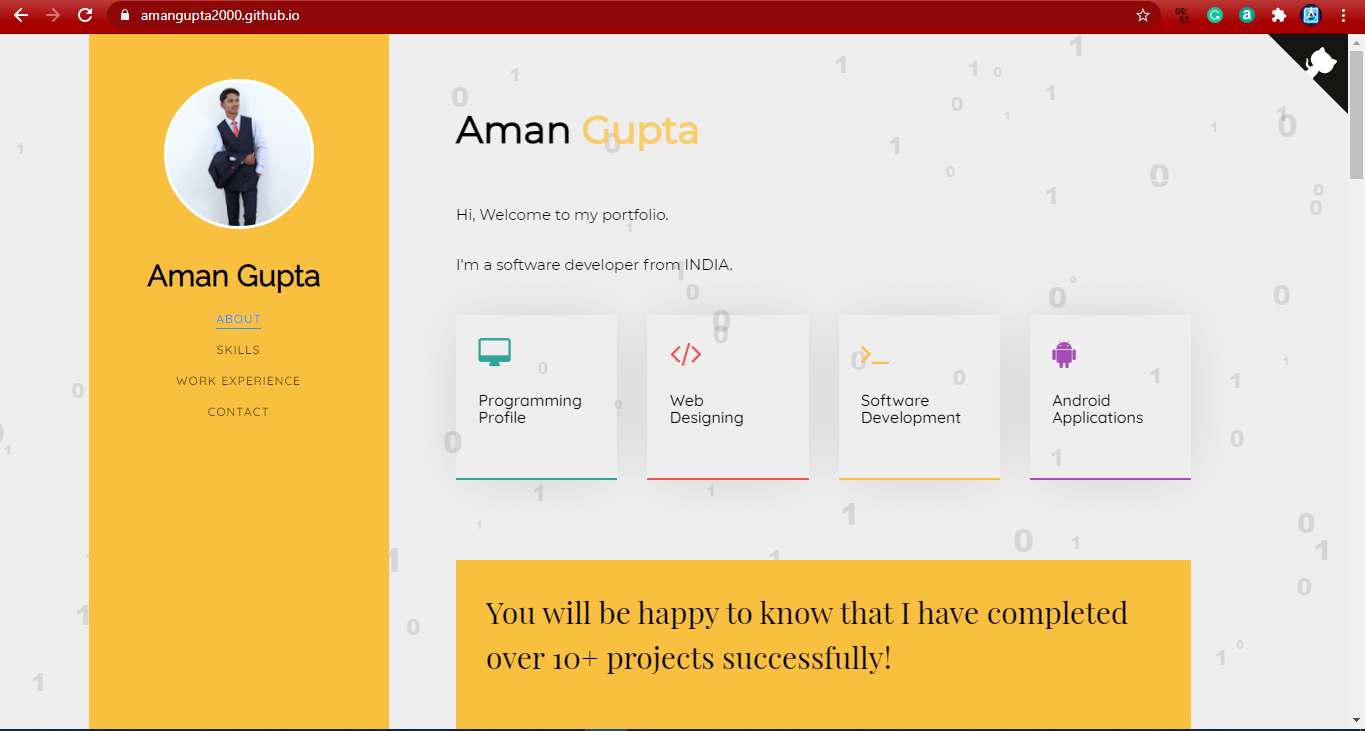 amangupta2000.github.io
09:
53
Aman Gupta
ABOUT
SKILLS
WORK EXPERIENCE
CONTACT
Aman Gupta
Hi, Welcome to my portfolio.
I'm a software developer from INDIA.
Programming
Profile
Web
Designing
Software
Development
Android
Applications
You will be happy to know that I have completed
over 10+ projects successfully!